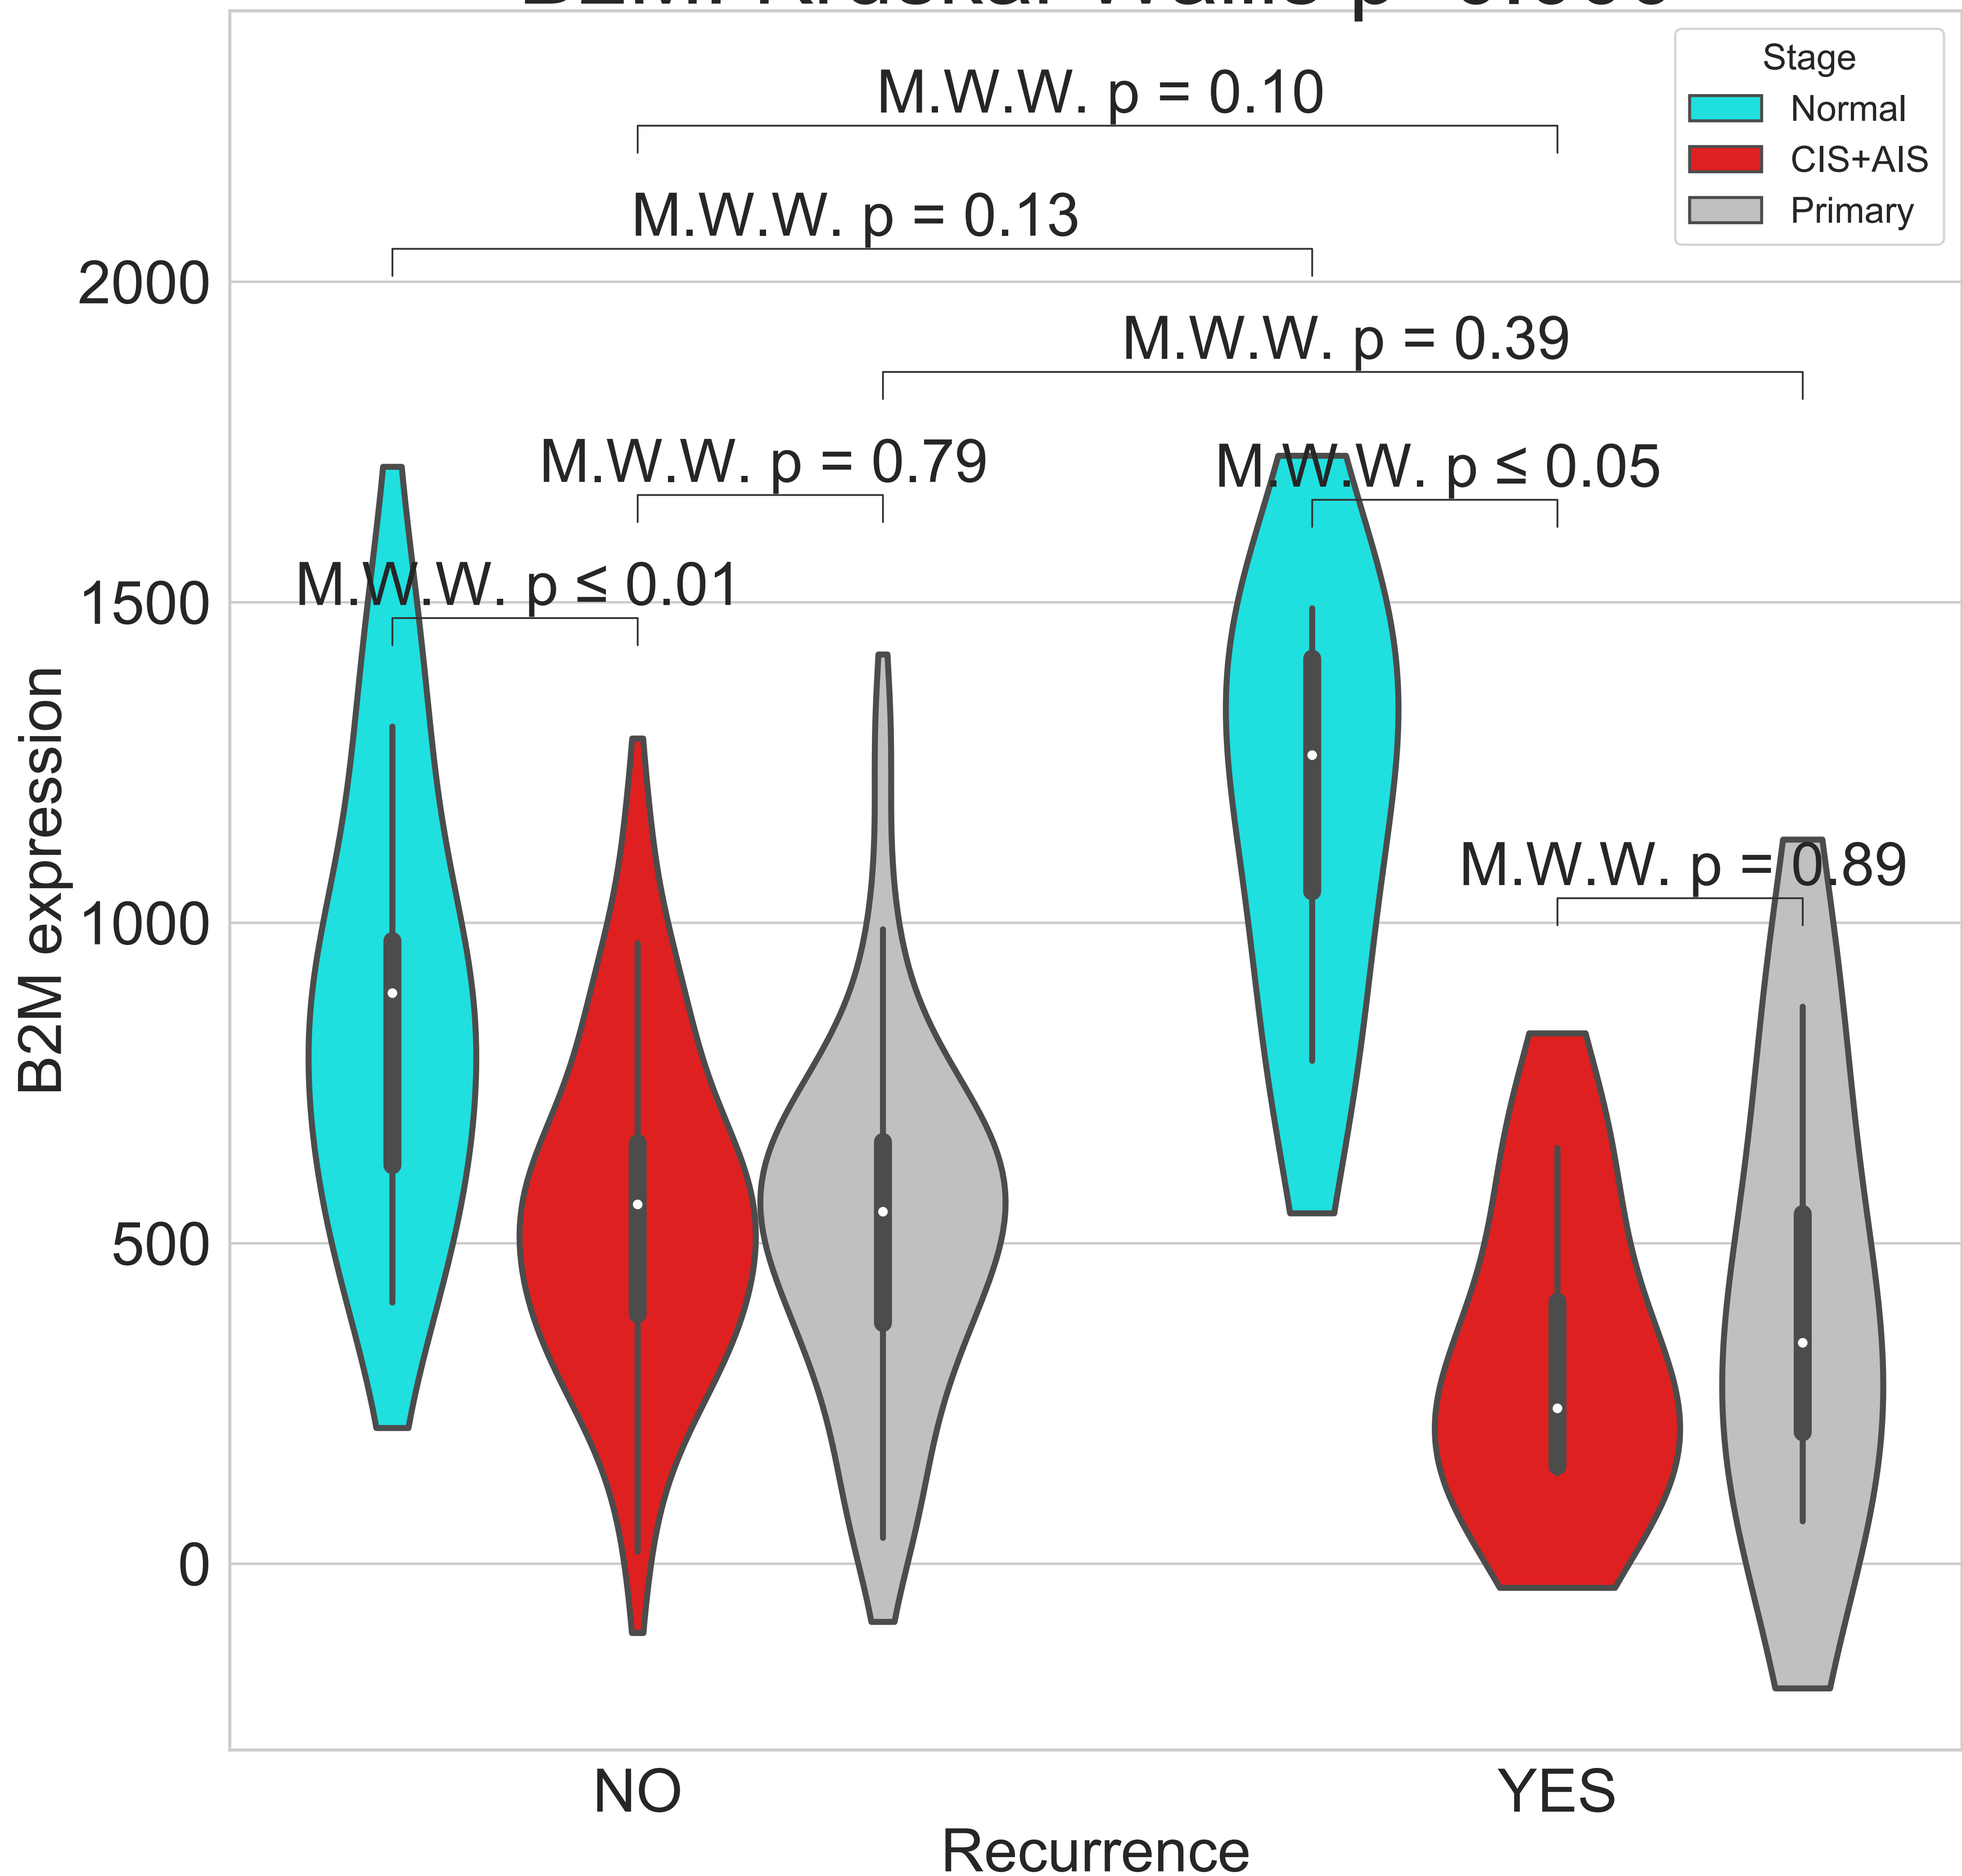 Stage
Normal
CIS+AIS
Primary
M.W.W. p = 0.10
M.W.W. p = 0.13
2000
M.W.W. p = 0.39
M.W.W. p = 0.79
M.W.W. p ≤ 0.05
M.W.W. p ≤ 0.01
1500
M.W.W. p = 0.89
1000
B2M expression
500
0
NO
YES
Recurrence